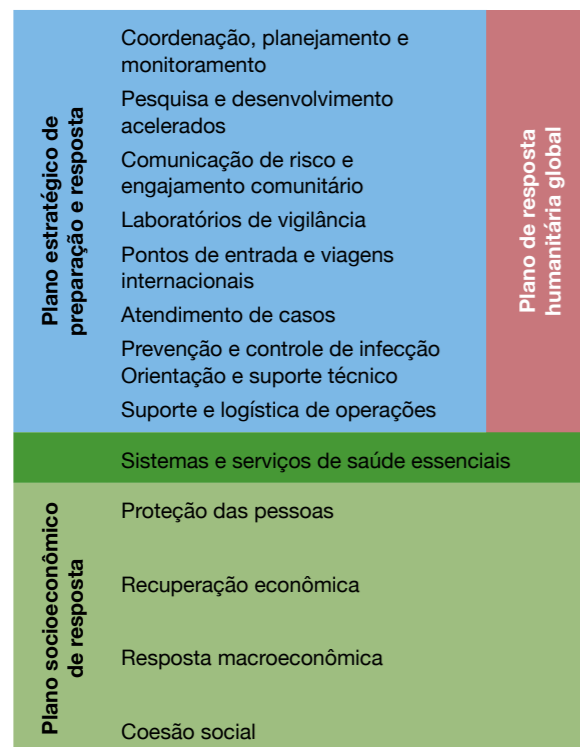 Plano estratégico de
preparação e resposta
Coordenação, planejamento e
monitoramento
Pesquisa e desenvolvimento
acelerados
Comunicação de risco e
engajamento comunitário
Laboratórios de vigilância
Pontos de entrada e viagens
internacionais
Atendimento de casos
Prevenção e controle de infecção
Orientação e suporte técnico
Suporte e logística de operações
Plano de resposta
humanitária global
Sistemas e serviços de saúde essenciais
Plano socioeconômico
de resposta
Proteção das pessoas
Recuperação econômica
Resposta macroeconômica
Coesão social